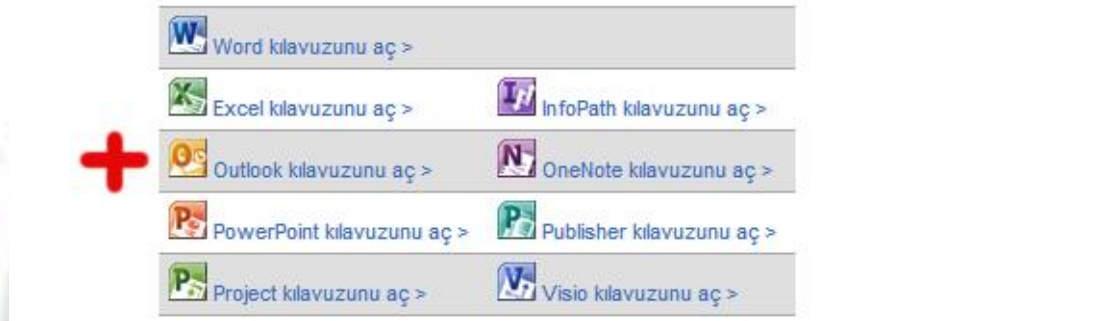 Word kılavuzunu aç >
Excel kılavuzunu aç > InfoPath kılavuzunu aç >
Outlook kılavuzunu aç > OneNote kılavuzunu aç >
PowerPoint kılavuzunu aç > Publisher kılavuzunu aç >
Project kılavuzunu aç > Visio kılavuzunu aç >